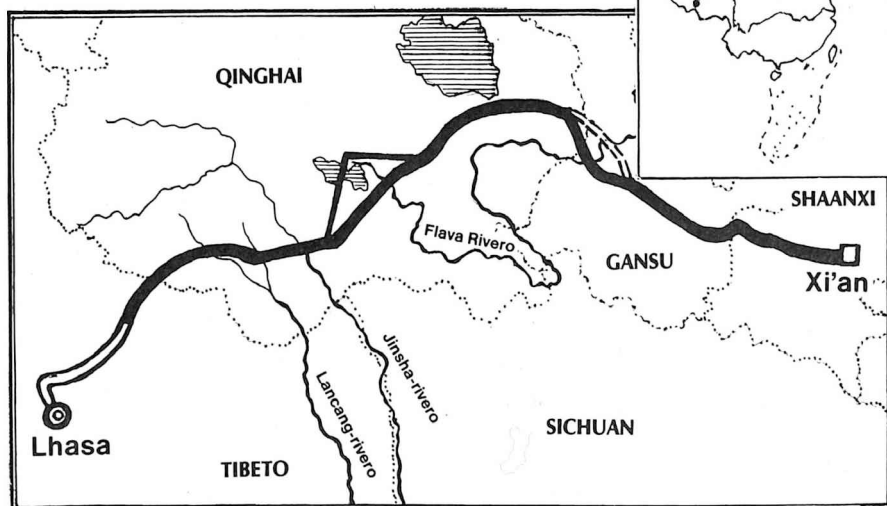 QINGHAI
SHAANXI
Flava Rivero
GANSU
Xi'an
Jinsha-rivero
Lancang-rivero
SICHUAN
Lhasa
TIBETO